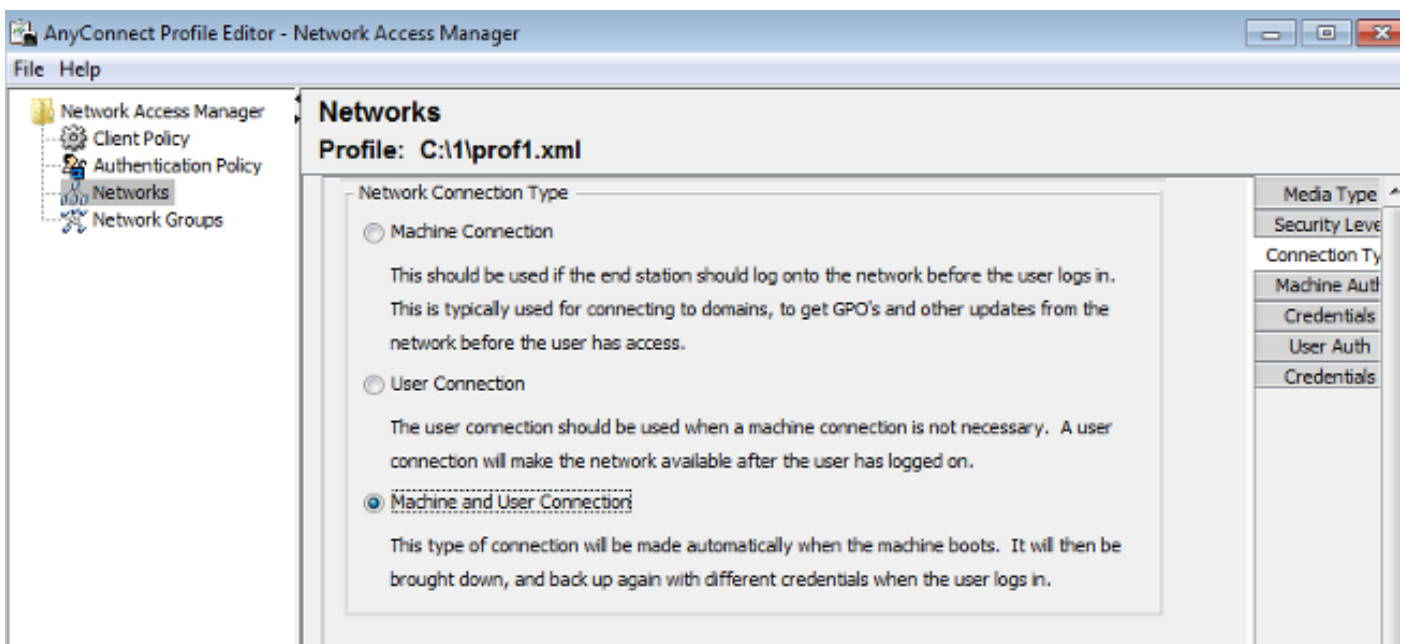 AnyConnect Profile Editor - Network Access Manager
File Help
Network Access Manager
Client Policy
Authentication Policy
Networks
Network Groups
Networks
Profile: C:\1\prof1.xml
Network Connection Type
Machine Connection
This should be used if the end station should log onto the network before the user logs in.
This is typically used for connecting to domains, to get GPO's and other updates from the
network before the user has access.
User Connection
The user connection should be used when a machine connection is not necessary. A user
connection will make the network available after the user has logged on.
Machine and User Connection
This type of connection will be made automatically when the machine boots. It will then be
brought down, and back up again with different credentials when the user logs in.
Media Type
Security Leve
Connection Ty
Machine Auth
Credentials
User Auth
Credentials